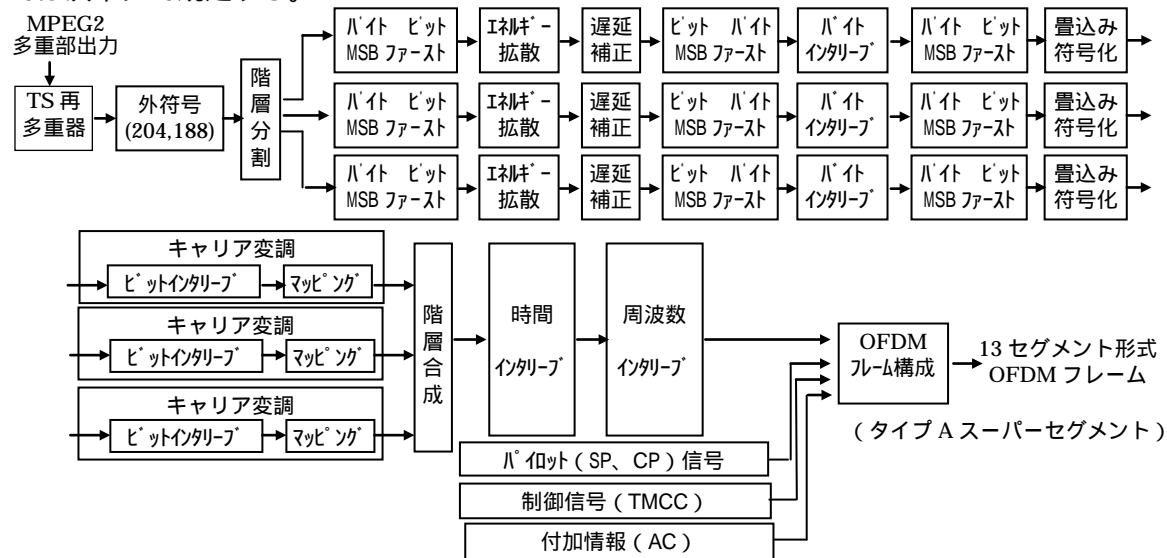 MPEG2
多重部出力
TS 再
多重器
外符号
(204,188)
階
層
分
割
バイト ビット
MSB ファースト
エネルギー
拡散
遅延
補正
ビット バイト
MSB ファースト
バイト
インタリーブ
バイト ビット
MSB ファースト
畳込み
符号化
バイト ビット
MSB ファースト
エネルギー
拡散
遅延
補正
ビット バイト
MSB ファースト
バイト
インタリーブ
バイト ビット
MSB ファースト
畳込み
符号化
バイト ビット
MSB ファースト
エネルギー
拡散
遅延
補正
ビット バイト
MSB ファースト
バイト
インタリーブ
バイト ビット
MSB ファースト
畳込み
符号化
キャリア変調
ビットインタリーブ
マッピング
キャリア変調
ビットインタリーブ
マッピング
キャリア変調
ビットインタリーブ
マッピング
階
層
合
成
時間
インタリーブ
周波数
インタリーブ
OFDM
フレーム構成
13 セグメント形式
OFDM フレーム
(タイプ A スーパーセグメント)
パイロット(SP、CP)信号
制御信号(TMCC)
付加情報(AC)